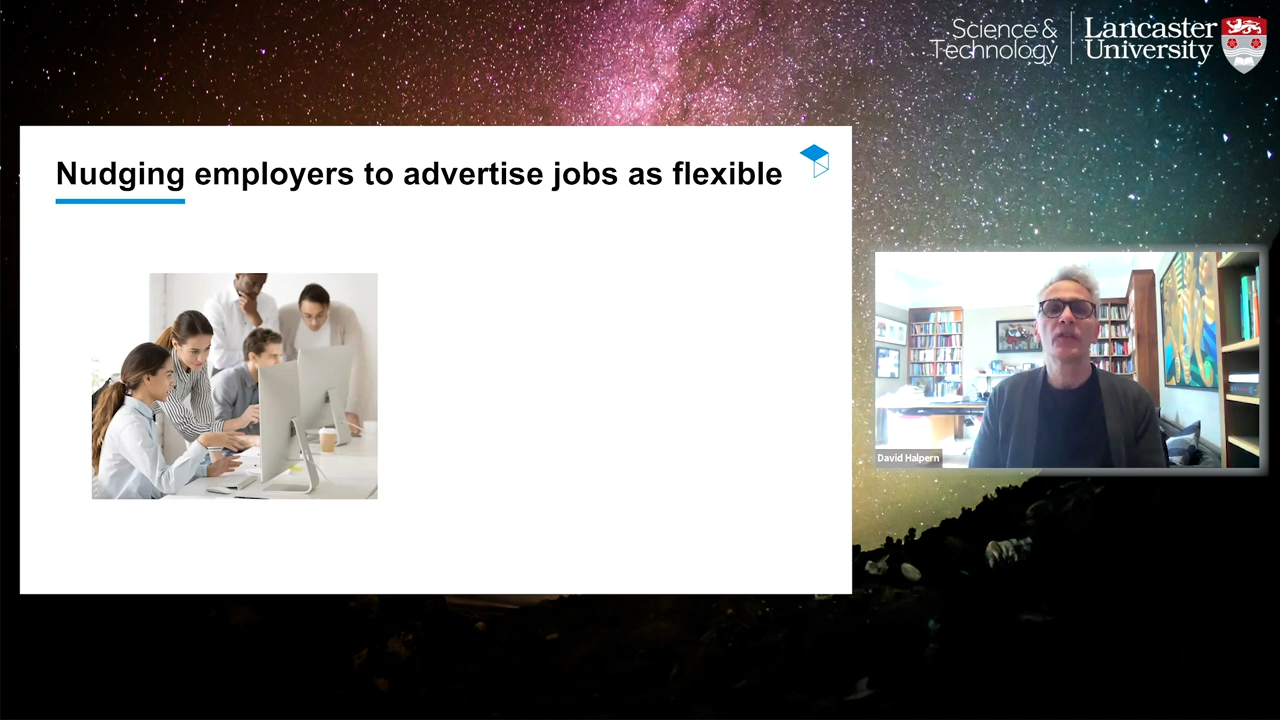 Science &
Technology
Lancaster
University
Nudging employers to advertise jobs as flexible
David Halpern